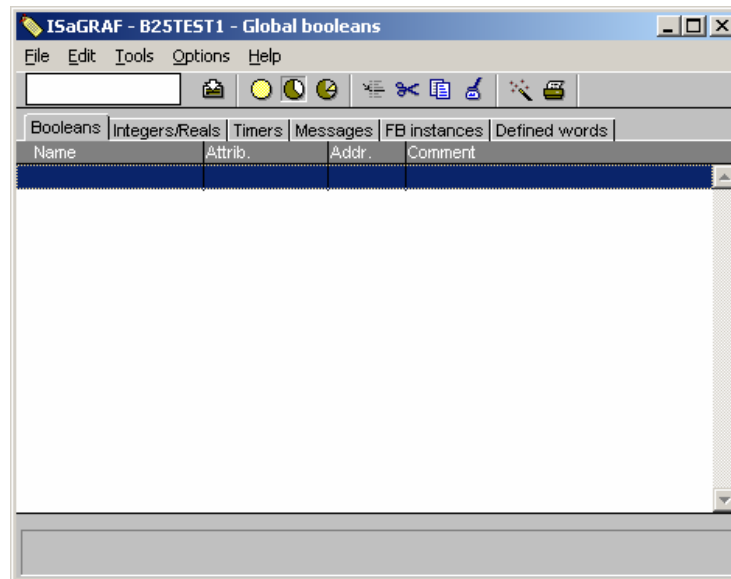 ISaGRAF - B25TEST1 - Global booleans
File Edit Tools Options Help
Booleans Integers/Reals Timers Messages FB instances Defined words
Name Attrib. Addr. Comment